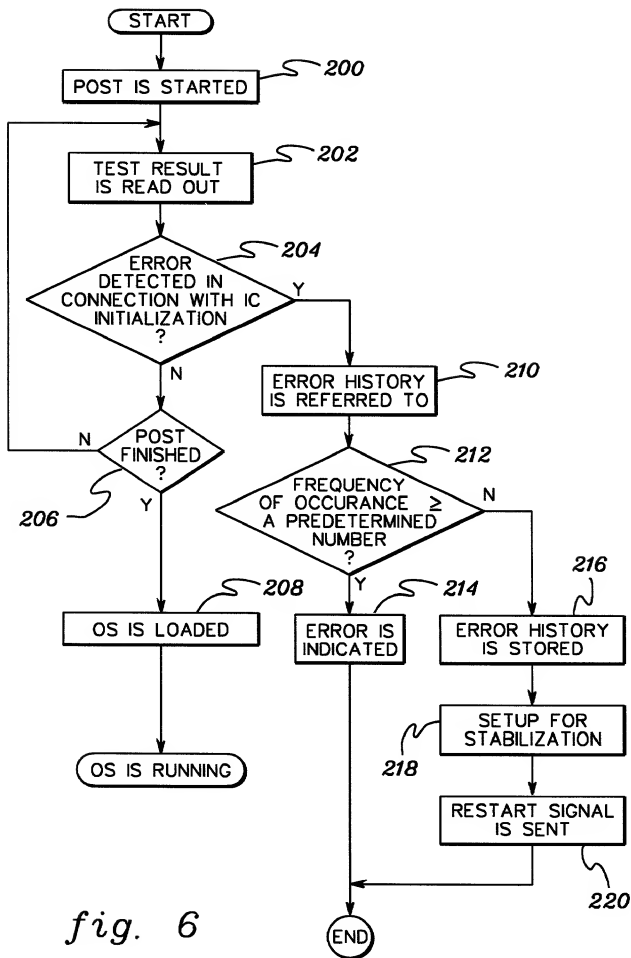 START
POST IS STARTED
200
TEST RESULT
IS READ OUT
202
ERROR
DETECTED IN
CONNECTION WITH IC
INITIALIZATION
?
204
Y
N
ERROR HISTORY
IS REFERRED TO
210
POST
FINISHED
?
N
Y
206
FREQUENCY
OF OCCURANCE ≥
A PREDETERMINED
NUMBER
?
212
N
Y
OS IS LOADED
208
ERROR IS
INDICATED
214
ERROR HISTORY
IS STORED
216
SETUP FOR
STABILIZATION
218
OS IS RUNNING
RESTART SIGNAL
IS SENT
220
END
fig. 6